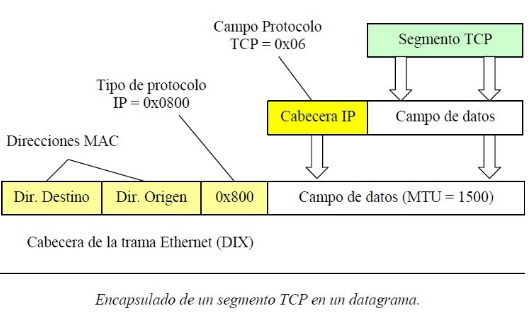 Campo Protocolo
TCP = 0x06
Segmento TCP
Tipo de protocolo
IP = 0x0800
Cabecera IP
Campo de datos
Direcciones MAC
Dir. Destino
Dir. Origen
0x800
Campo de datos (MTU = 1500)
Cabecera de la trama Ethernet (DIX)
Encapsulado de un segmento TCP en un datagrama.